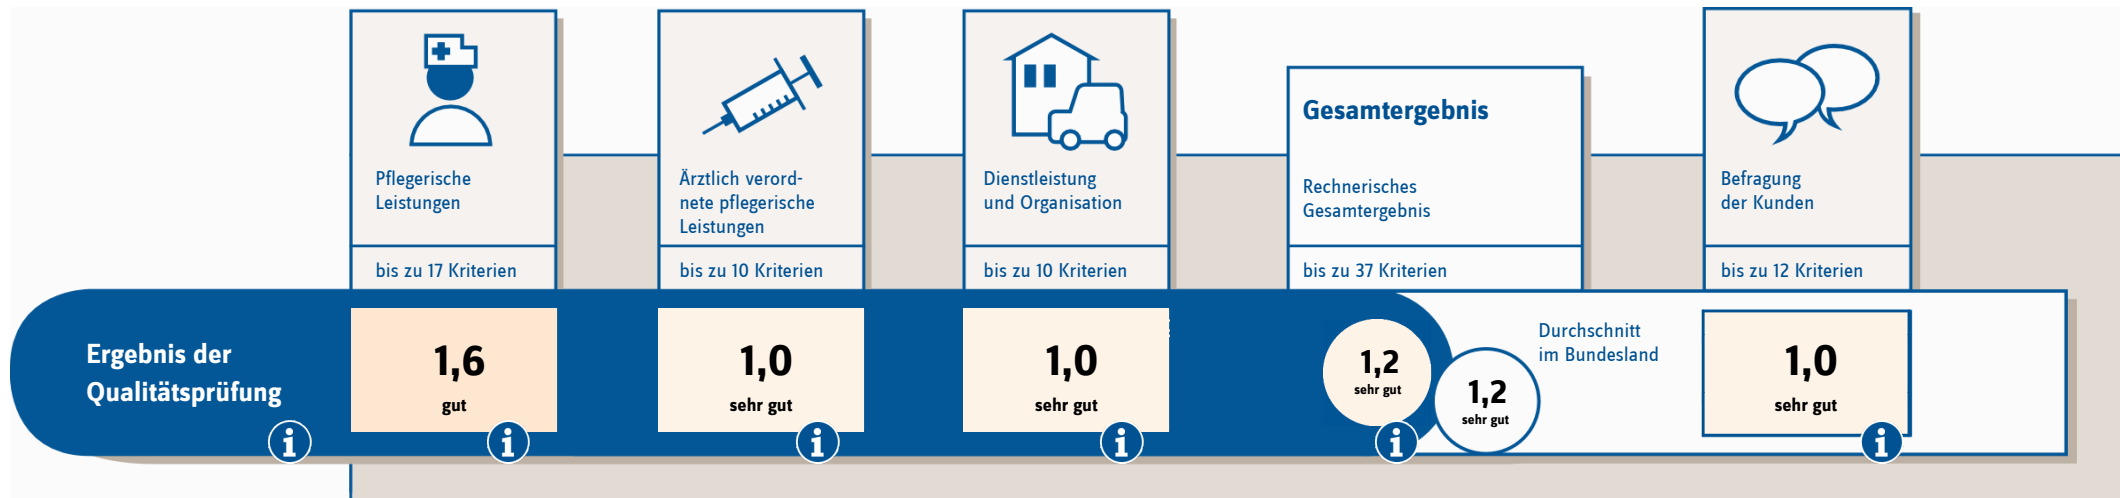 Pflegerische
Leistungen
bis zu 17 Kriterien
Ärztlich verord-
nete pflegerische
Leistungen
bis zu 10 Kriterien
Dienstleistung
und Organisation
bis zu 10 Kriterien
Gesamtergebnis
Rechnerisches
Gesamtergebnis
bis zu 37 Kriterien
Befragung
der Kunden
bis zu 12 Kriterien
Ergebnis der
Qualitätsprüfung
i
1,6
gut
i
1,0
sehr gut
i
1,0
sehr gut
i
1,2
sehr gut
i
1,2
sehr gut
Durchschnitt
im Bundesland
1,0
sehr gut
i